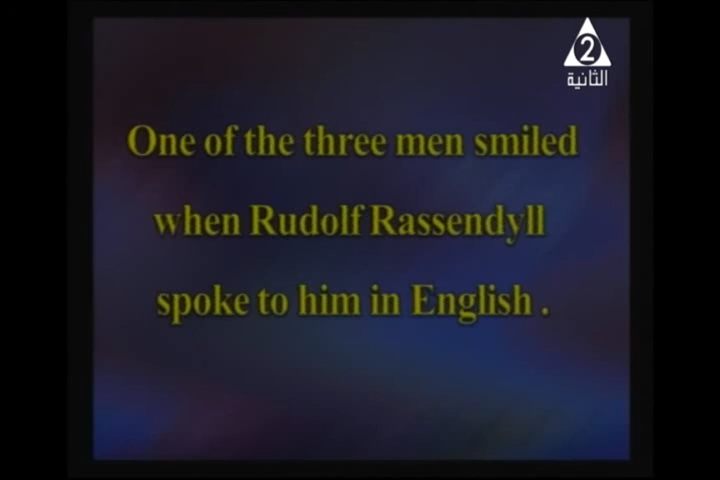 2
الثانية
One of the three men smiled
when Rudolf Rassendyll
spoke to him in English .